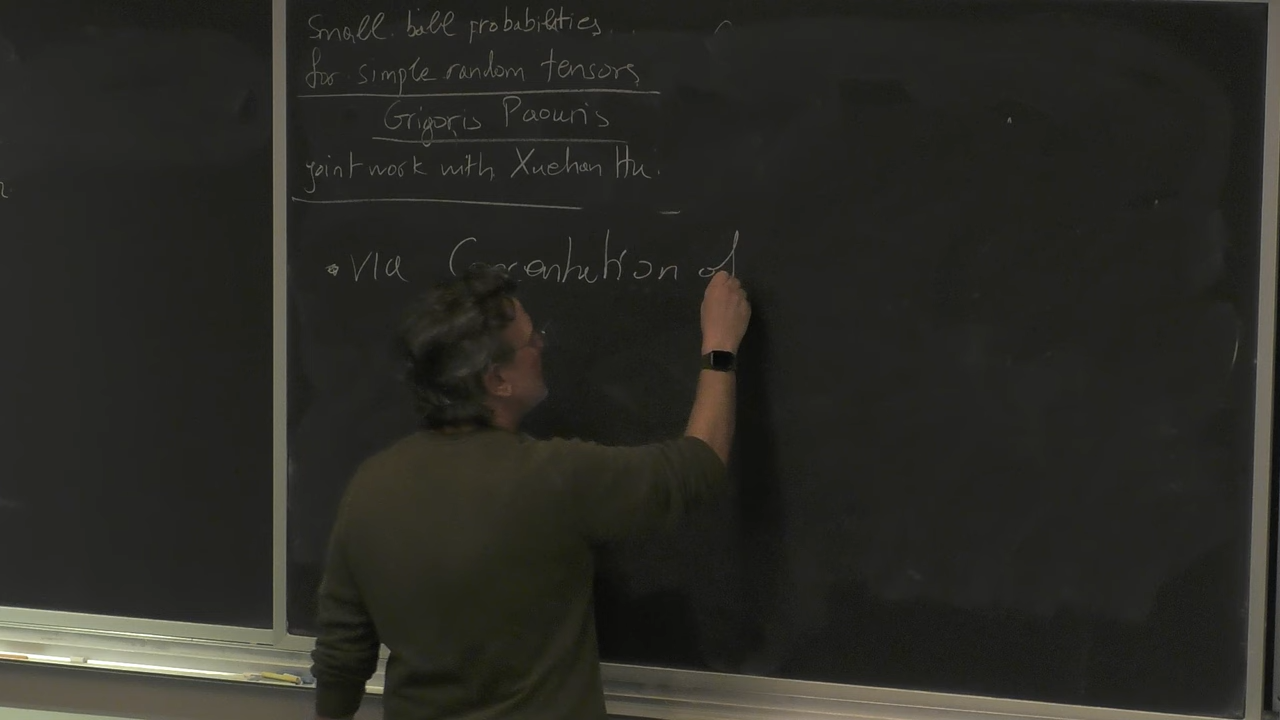 Small ball probabilities...
for simple random tensors
Grigoris Paouris
joint work with Xuehan Hu.
• via Concentration of